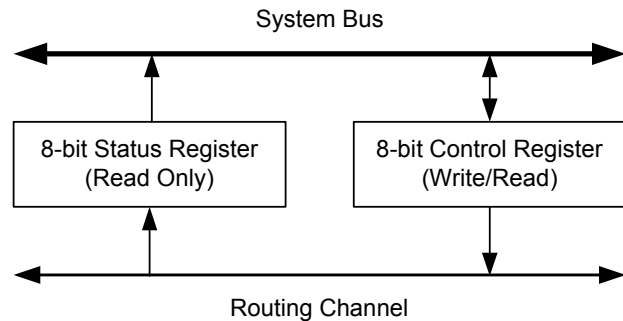 System Bus
8-bit Status Register
(Read Only)
8-bit Control Register
(Write/Read)
Routing Channel